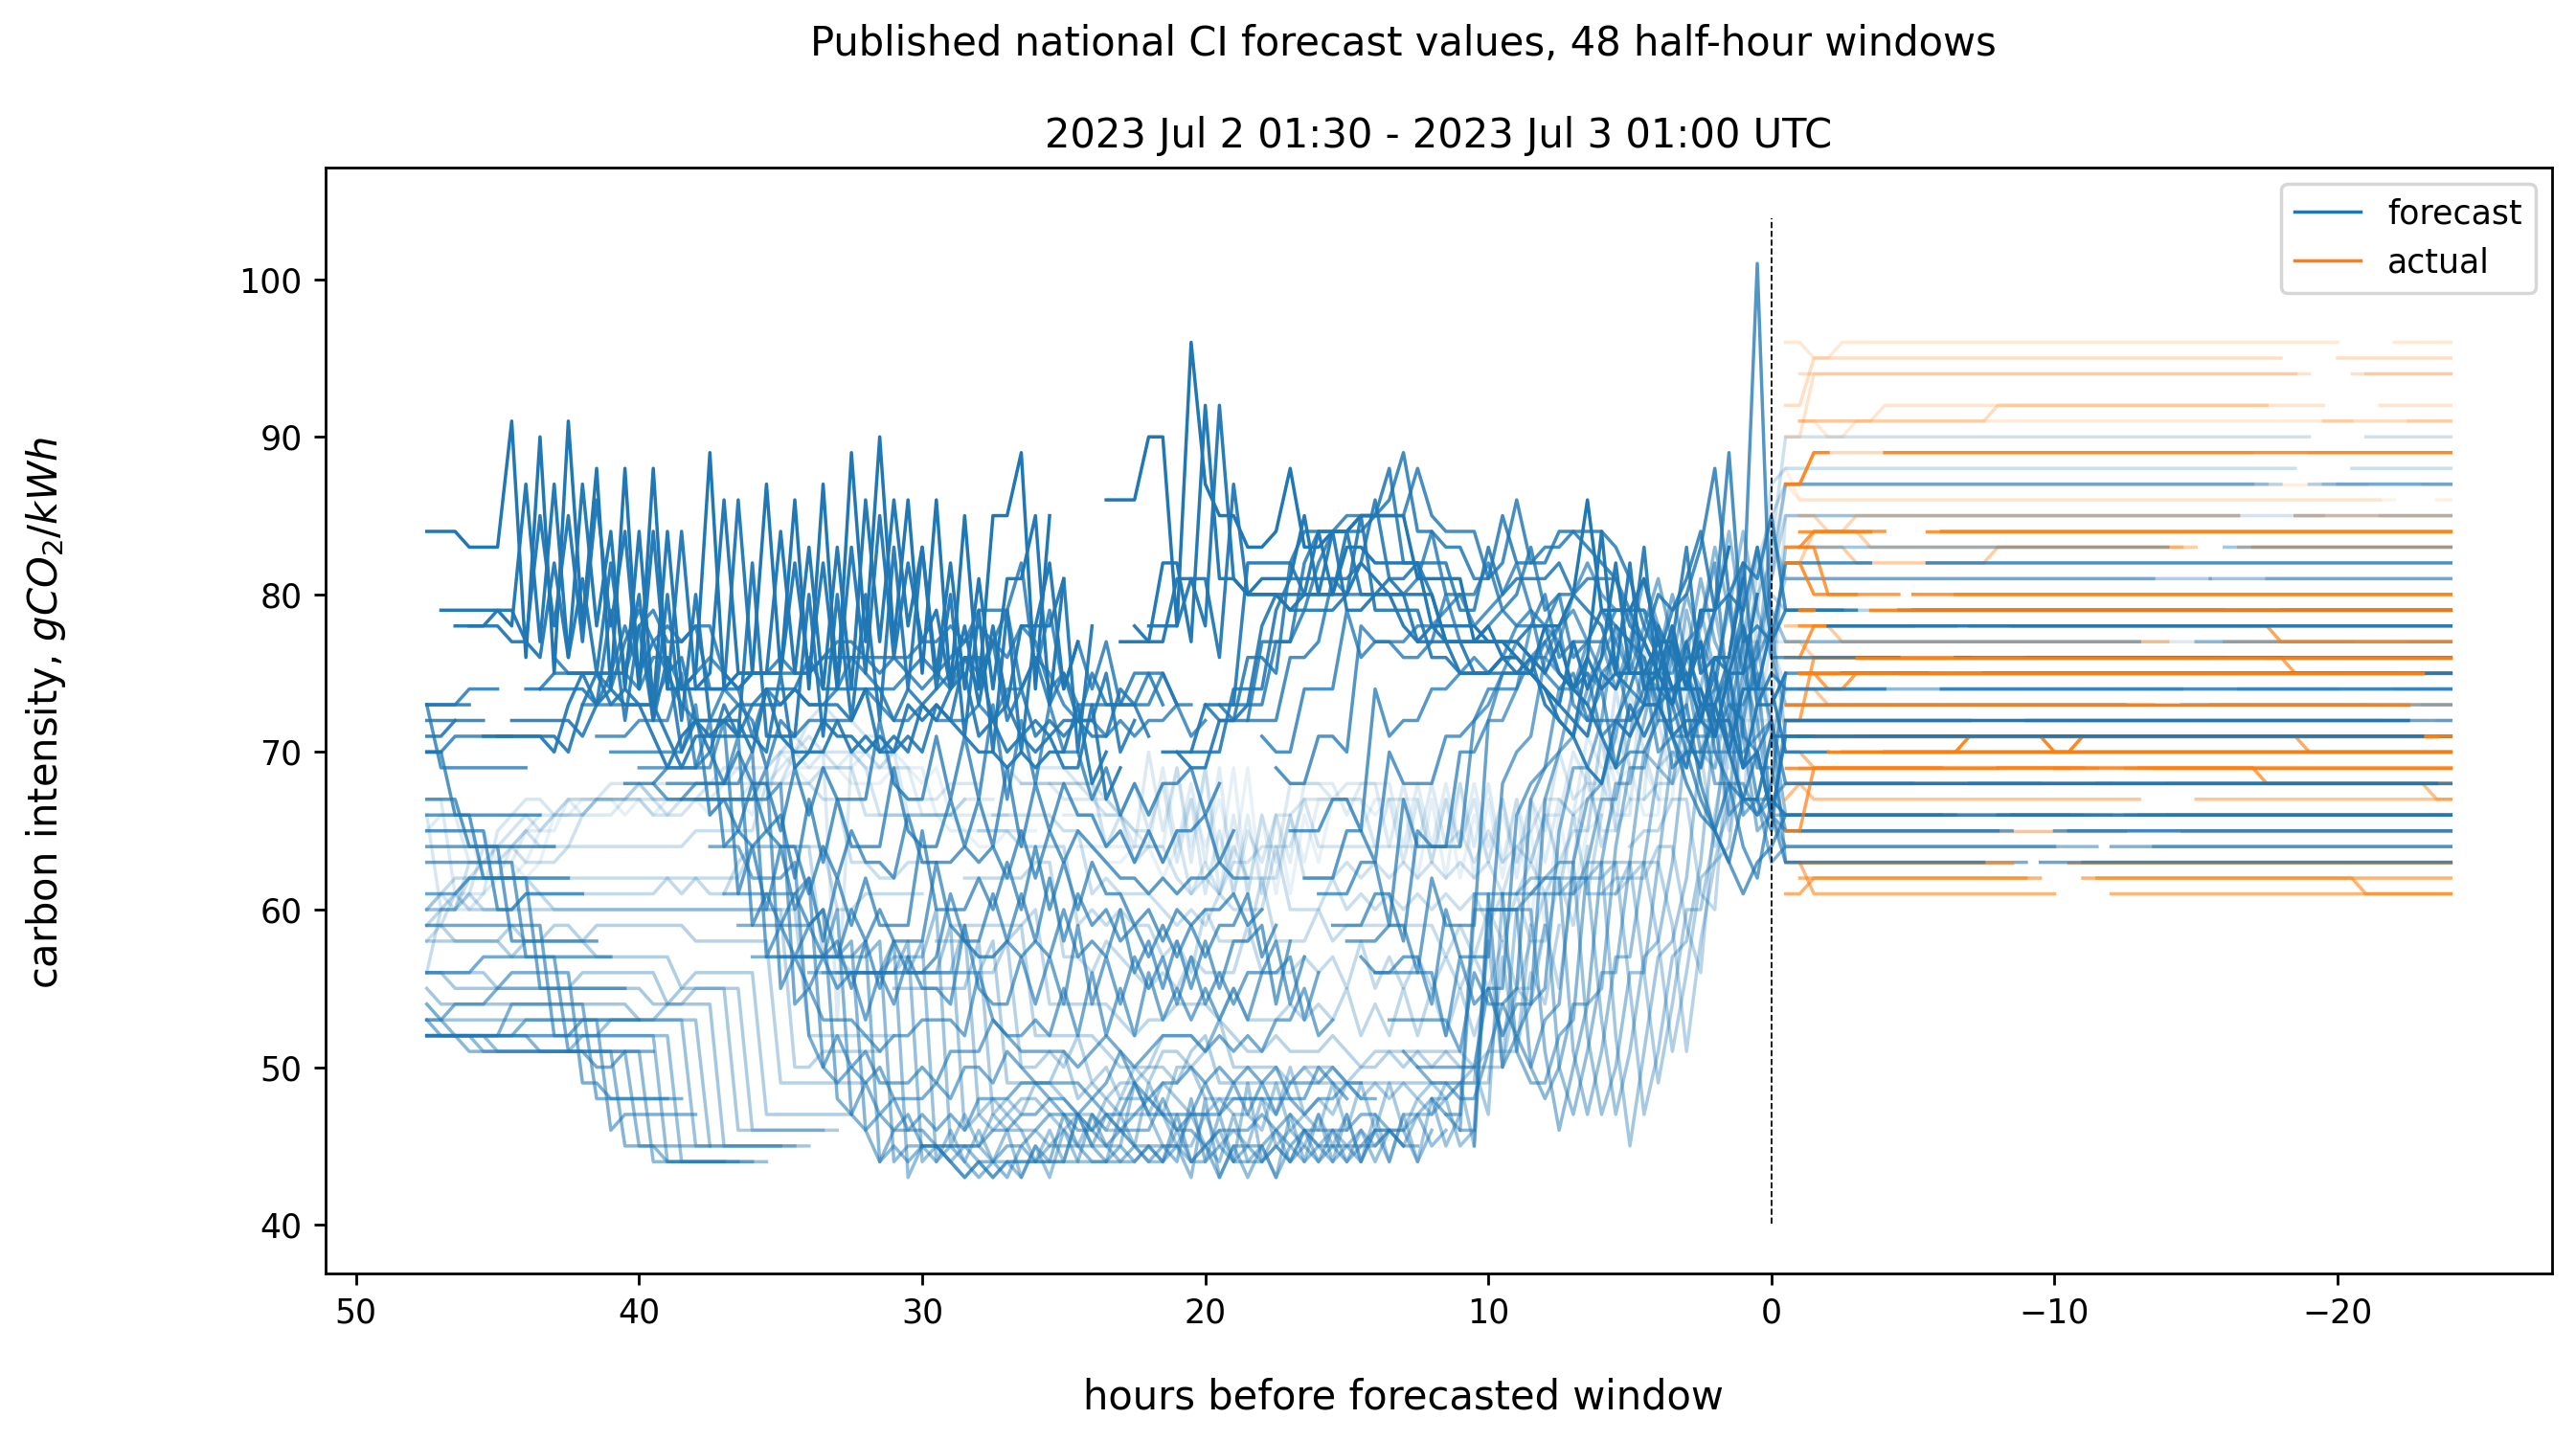 Published national CI forecast values, 48 half-hour windows
2023 Jul 2 01:30 - 2023 Jul 3 01:00 UTC
forecast
actual
carbon intensity, gCO₂/kWh
100
90
80
70
60
50
40
50 40 30 20 10 0 −10 −20
hours before forecasted window